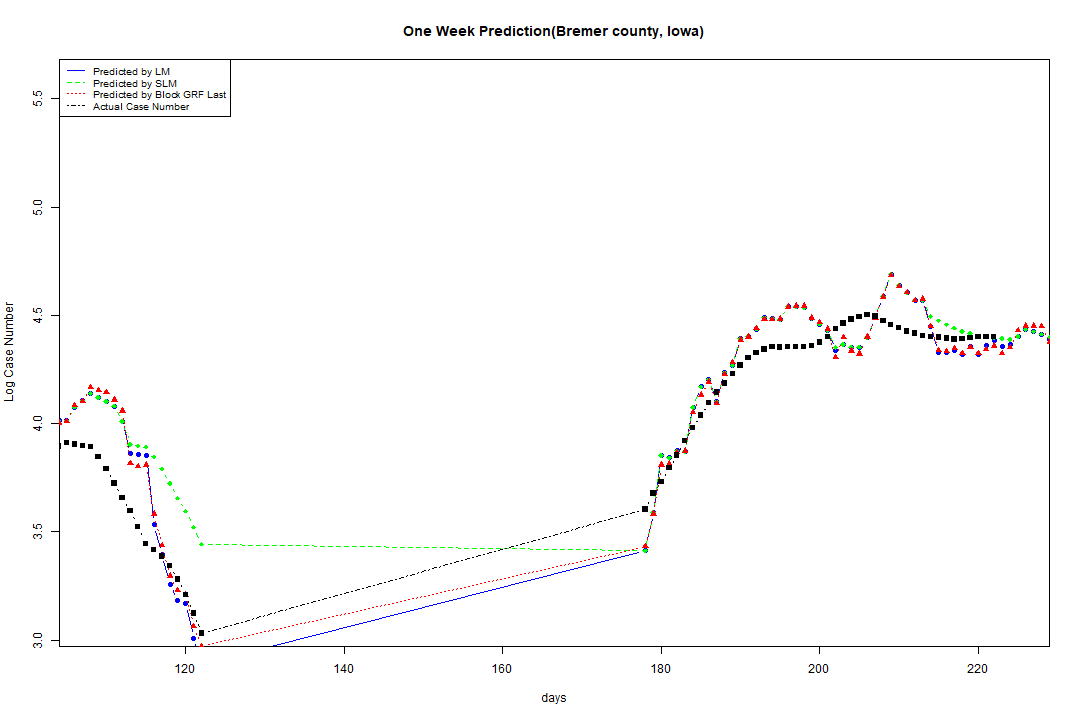 One Week Prediction(Bremer county, Iowa)
Predicted by LM
Predicted by SLM
Predicted by Block GRF Last
Actual Case Number
5.5
5.0
4.5
4.0
3.5
3.0
Log Case Number
120
140
160
180
200
220
days